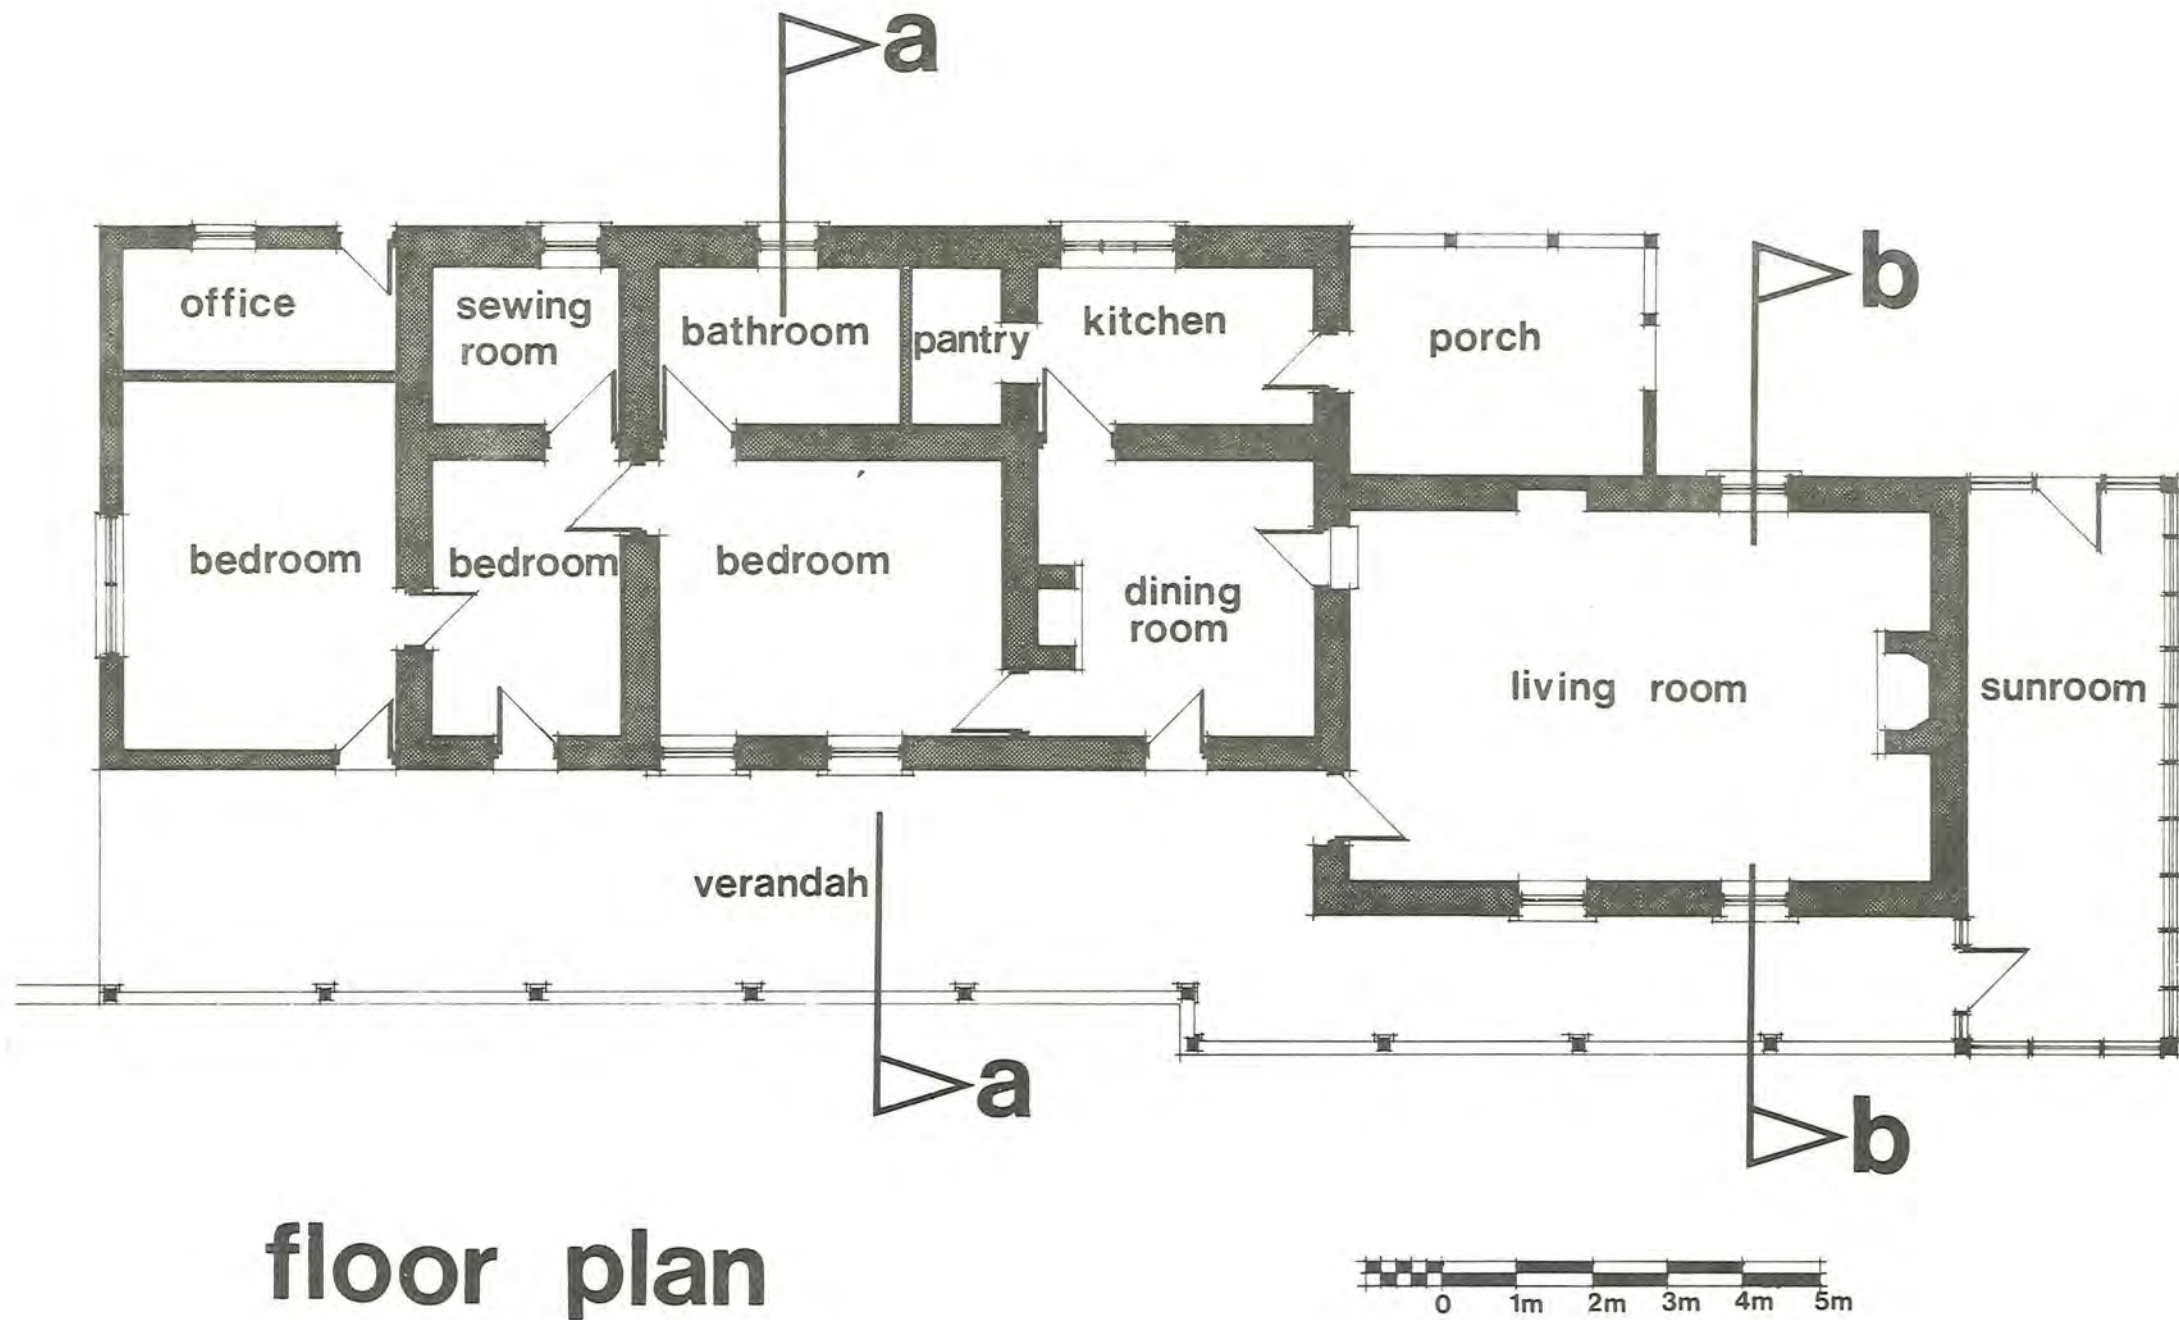 a
b
office
sewing
room
bathroom
pantry
kitchen
porch
bedroom
bedroom
bedroom
dining
room
living room
sunroom
verandah
a
b
floor plan
0 1m 2m 3m 4m 5m